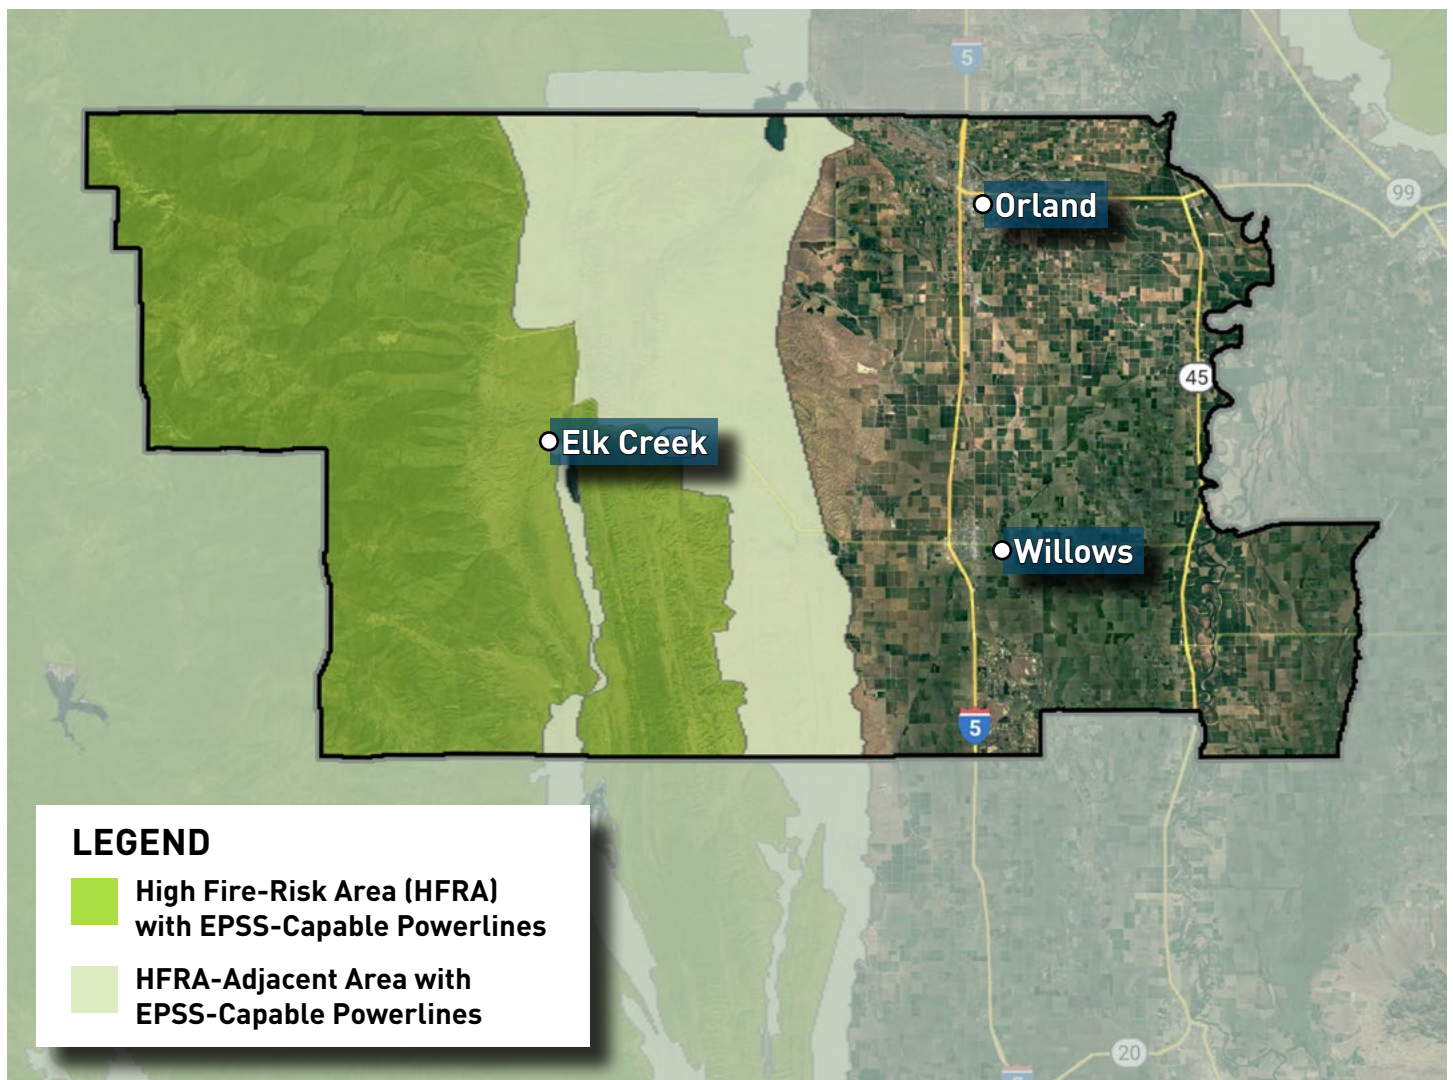 5
99
Orland
45
Elk Creek
Willows
5
LEGEND
High Fire-Risk Area (HFRA)
with EPSS-Capable Powerlines
HFRA-Adjacent Area with
EPSS-Capable Powerlines
20